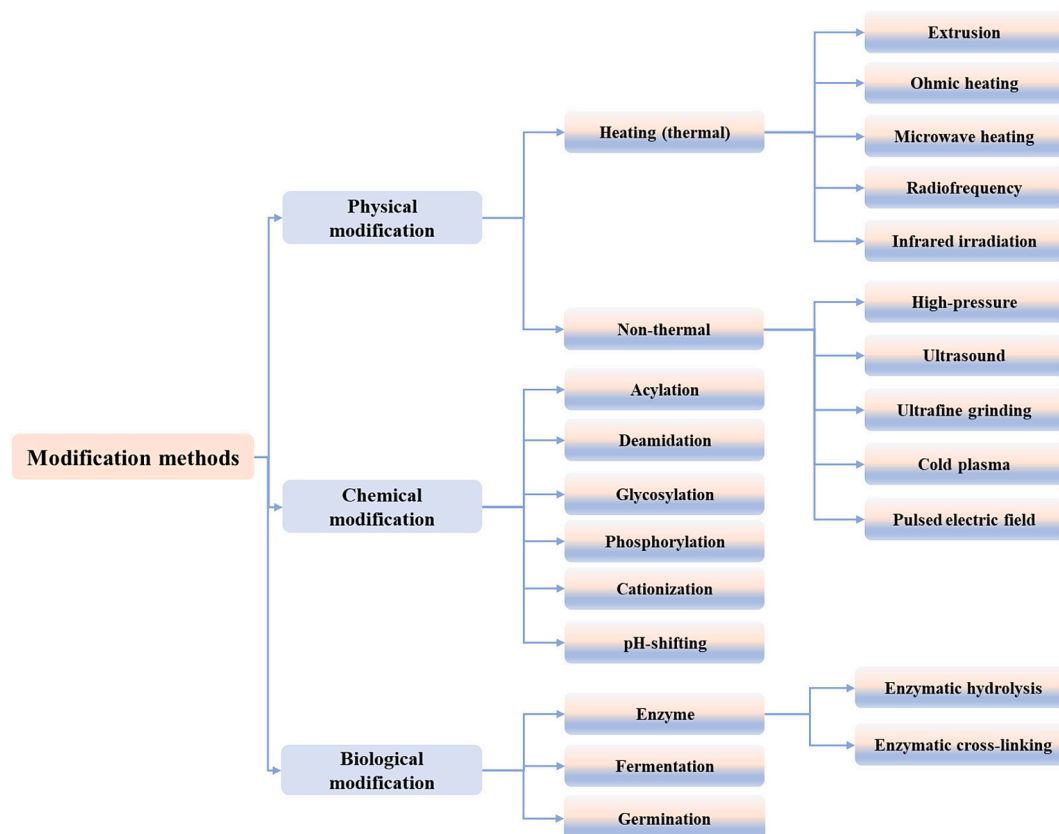 Modification methods
Physical
modification
Heating (thermal)
Extrusion
Ohmic heating
Microwave heating
Radiofrequency
Infrared irradiation
Non-thermal
High-pressure
Ultrasound
Ultrafine grinding
Cold plasma
Pulsed electric field
Chemical
modification
Acylation
Deamidation
Glycosylation
Phosphorylation
Cationization
pH-shifting
Biological
modification
Enzyme
Enzymatic hydrolysis
Enzymatic cross-linking
Fermentation
Germination